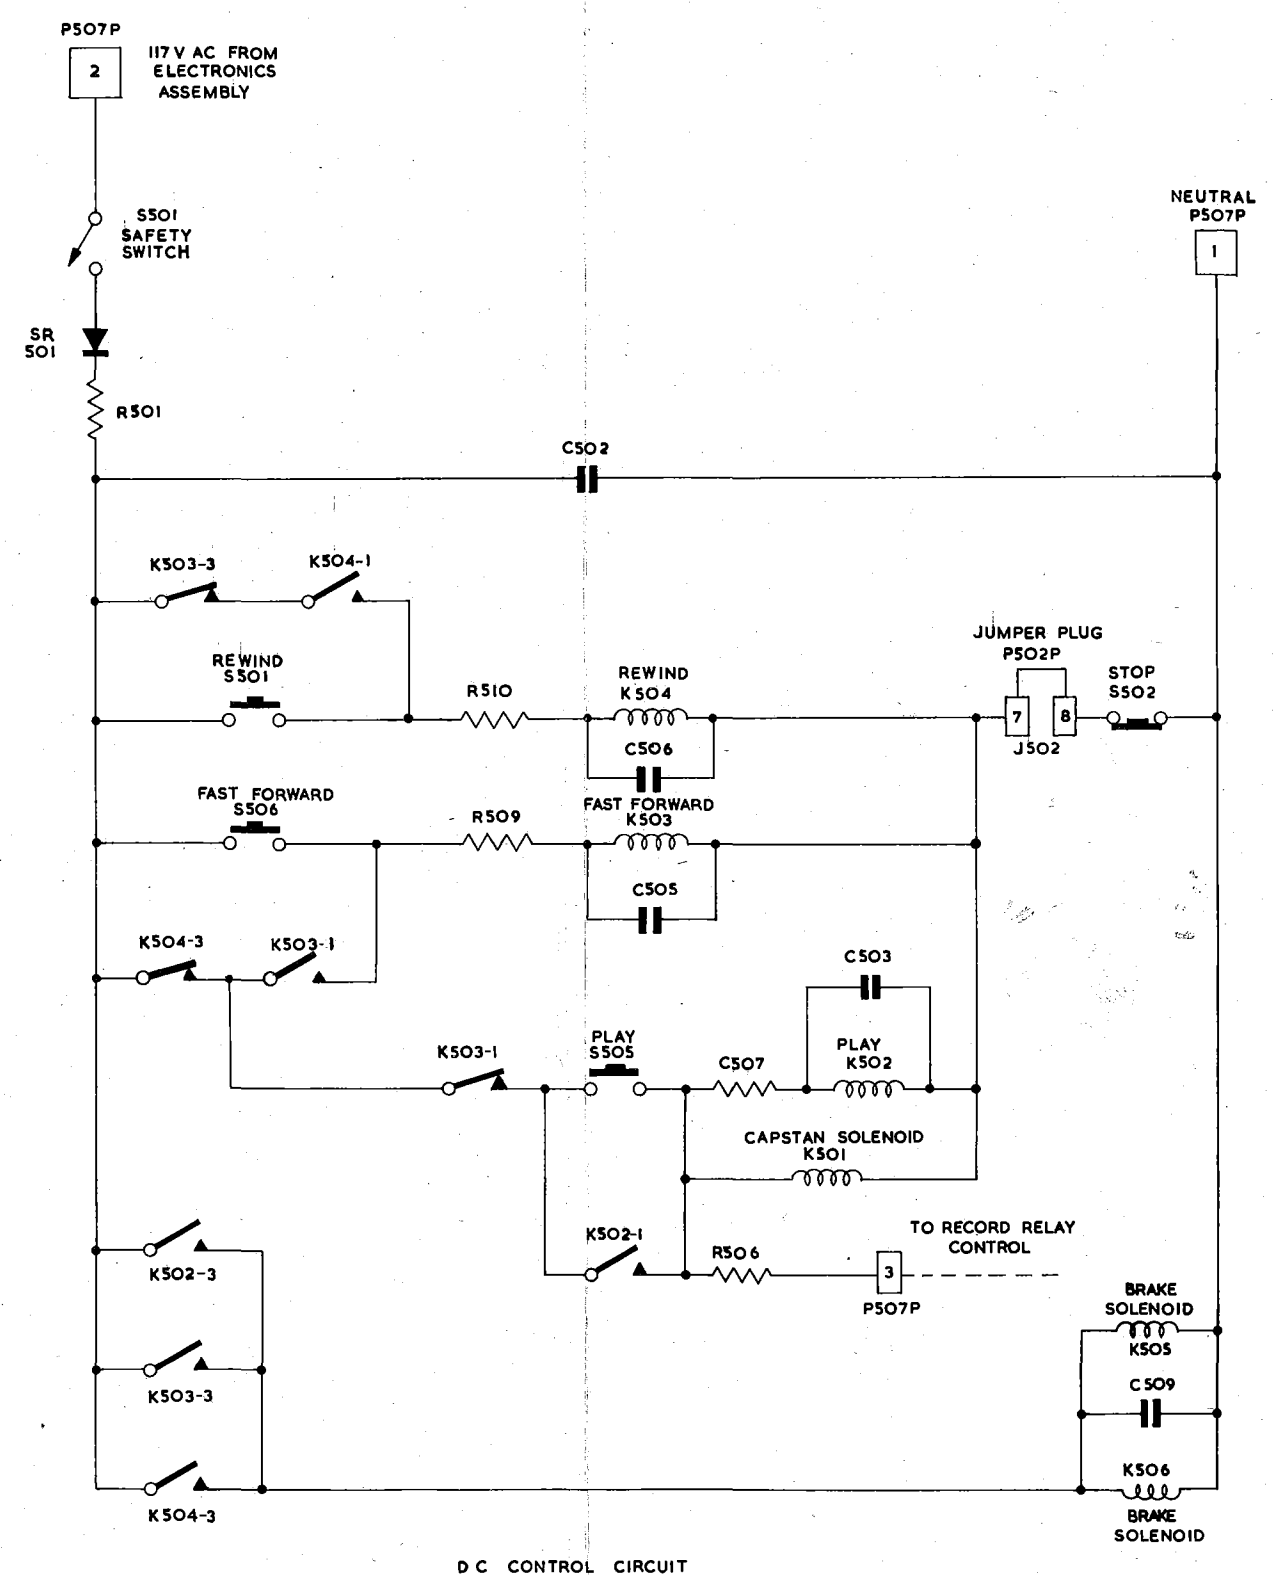 P507P
2
117V AC FROM
ELECTRONICS
ASSEMBLY
S501
SAFETY
SWITCH
NEUTRAL
P507P
1
SR
501
R501
C502
K503-3
K504-1
JUMPER PLUG
P502P
REWIND
S501
R510
REWIND
K504
7
8
STOP
S502
J502
C506
FAST FORWARD
S506
R509
FAST FORWARD
K503
C505
K504-3
K503-1
C503
K503-1
PLAY
S505
C507
PLAY
K502
CAPSTAN SOLENOID
K501
K502-1
R506
3
P507P
TO RECORD RELAY
CONTROL
K502-3
BRAKE
SOLENOID
K505
K503-3
C509
K506
BRAKE
SOLENOID
K504-3
DC CONTROL CIRCUIT